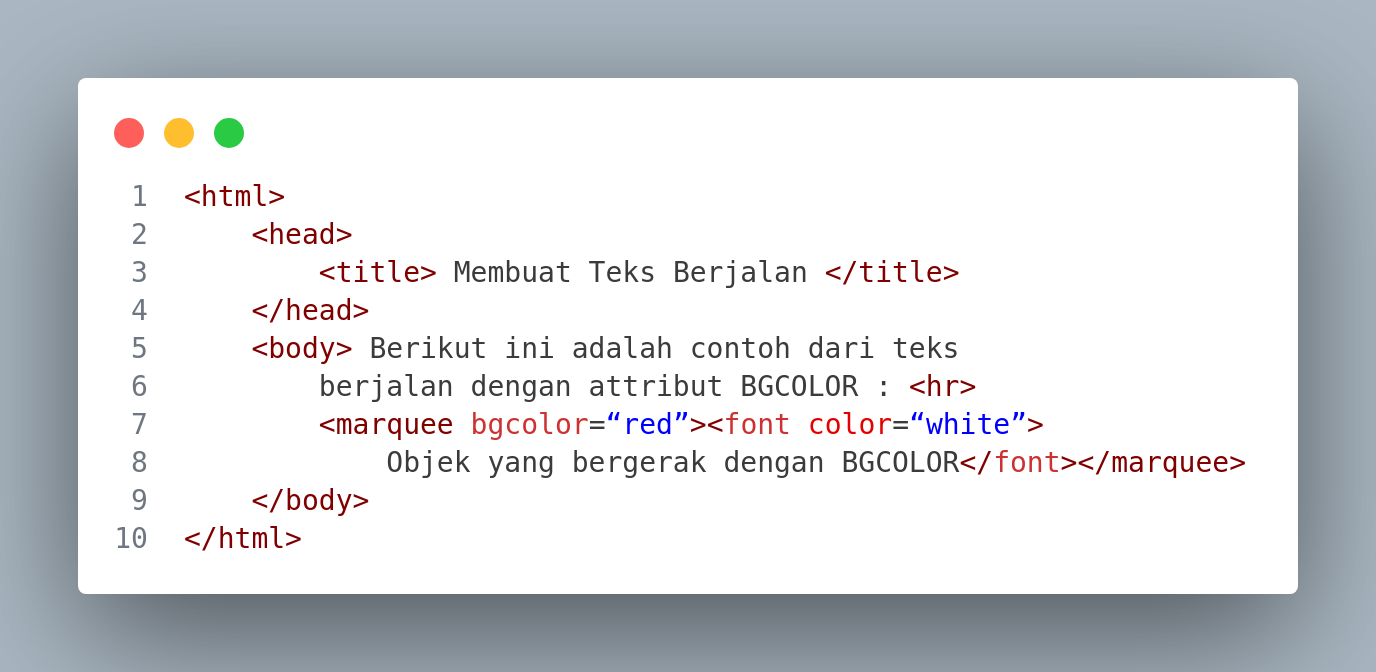 1 <html>
2     <head>
3         <title> Membuat Teks Berjalan </title>
4     </head>
5     <body> Berikut ini adalah contoh dari teks
6         berjalan dengan attribut BGCOLOR : <hr>
7         <marquee bgcolor=“red”><font color=“white”>
8             Objek yang bergerak dengan BGCOLOR</font></marquee>
9     </body>
10 </html>